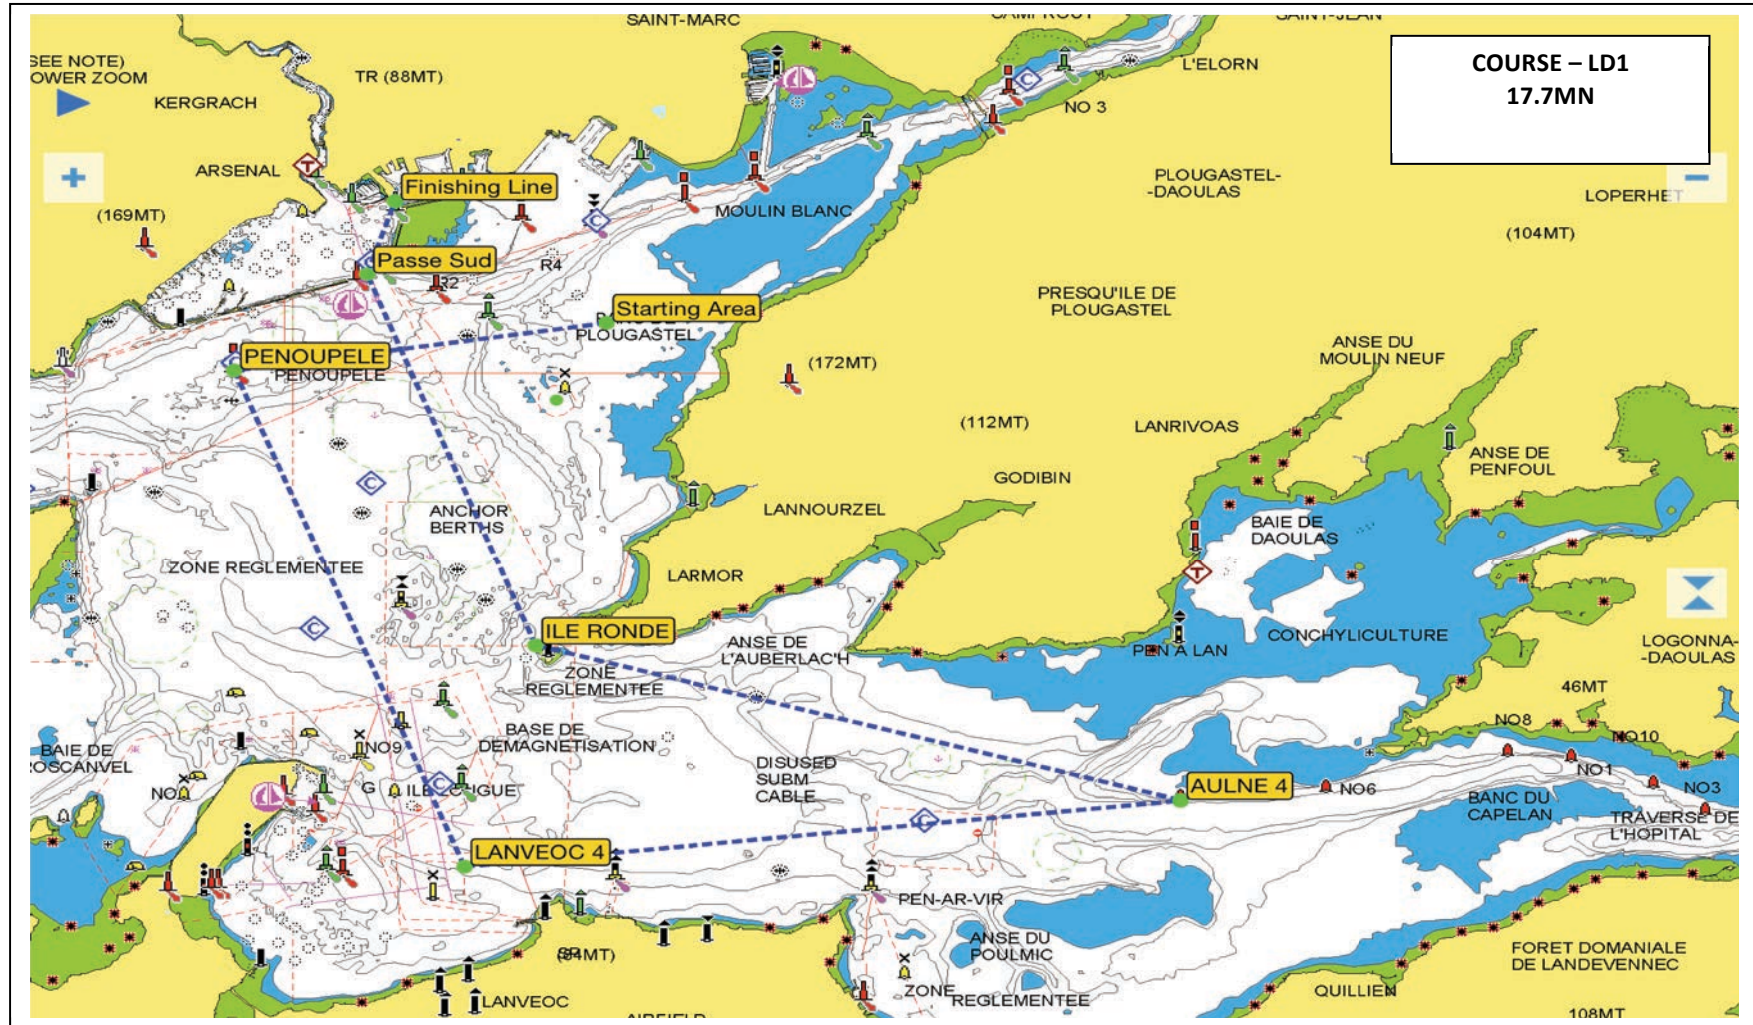 COURSE – LD1
17.7MN
SAINT-MARC
SEE NOTE)
TR (88MT)
KERGRACH
L'ELORN
NO 3
ARSENAL
Finishing Line
PLOUGASTEL-
-DAOULAS
LOPERHET
(169MT)
MOULIN BLANC
(104MT)
Passe Sud
R4
R2
PRESQU'ILE DE
PLOUGASTEL
Starting Area
PLOUGASTEL
PENOUPELE
PENOUPELE
ANSE DU
MOULIN NEUF
(172MT)
(112MT)
LANRIVOAS
ANSE DE
PENFOUL
GODIBIN
ANCHOR
BERTHS
LANNOURZEL
BAIE DE
DAOULAS
ZONE REGLEMENTEE
LARMOR
ILE RONDE
ANSE DE
L'AUBERLAC'H
CONCHYLICULTURE
PEN A LAN
LOGONNA-
-DAOULAS
ZONE
REGLEMENTEE
46MT
NO8
NO10
BASE DE
DEMAGNETISATION
NO9
BAIE DE
ROSCANVEL
DISUSED
SUBM
CABLE
NO1
AULNE 4
NO6
NO3
BANC DU
CAPELAN
TRAVERSE DE
L'HOPITAL
LANVEOC 4
PEN-AR-VIR
ANSE DU
POULMIC
FORET DOMANIALE
DE LANDEVENNEC
ZONE
REGLEMENTEE
QUILLIEN
LANVEOC
108MT